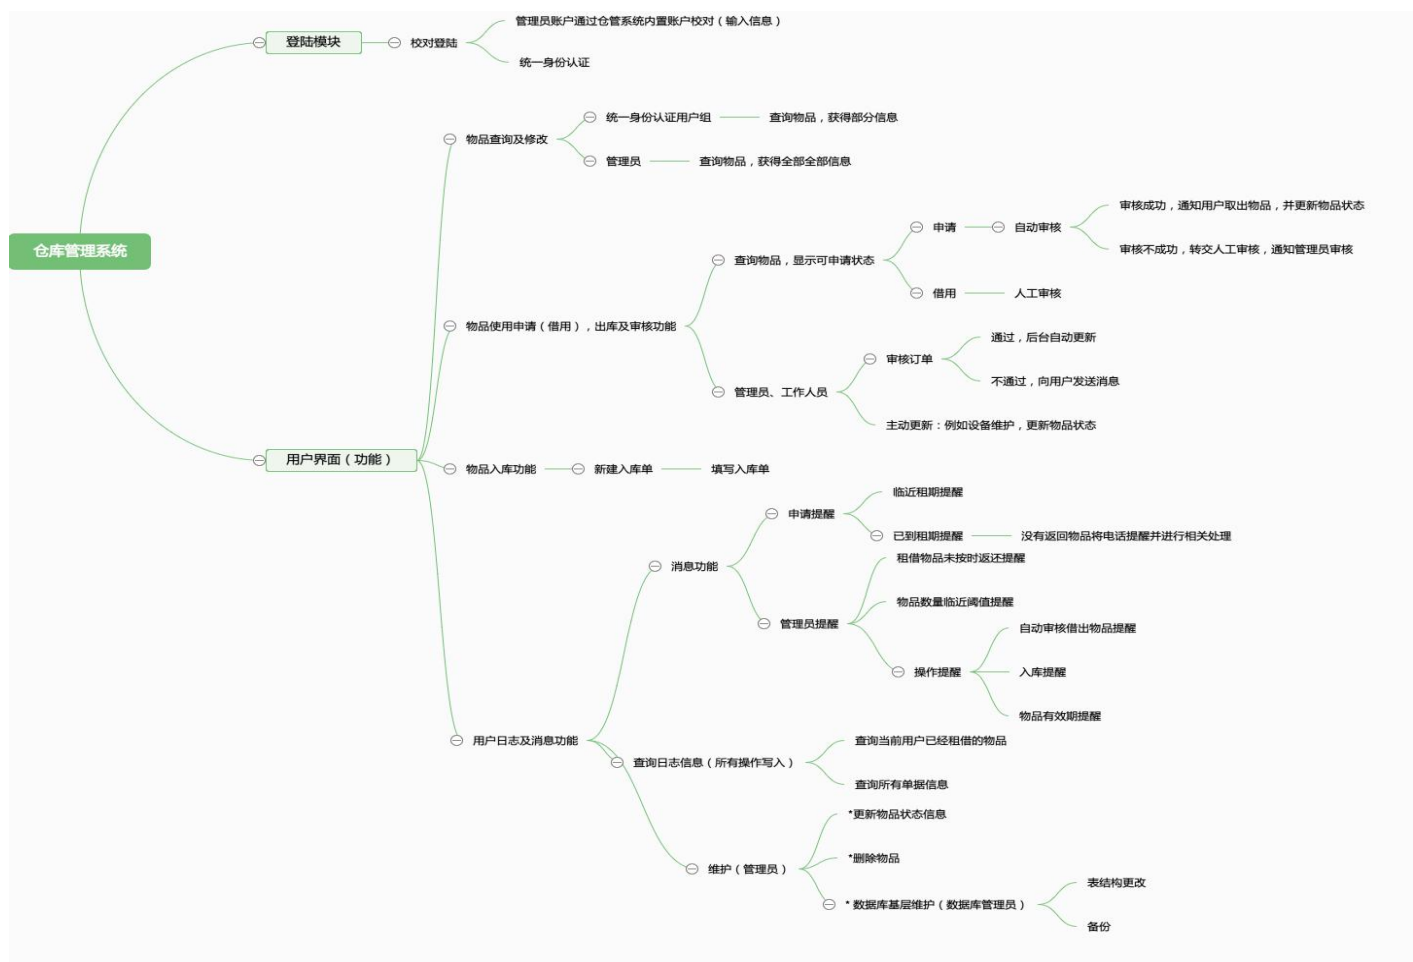 管理员账户通过仓管系统内置账户校对（输入信息）
登陆模块
校对登陆
统一身份认证
物品查询及修改
统一身份认证用户组
查询物品，获得部分信息
管理员
查询物品，获得全部全部信息
仓库管理系统
物品使用申请（借用），出库及审核功能
查询物品，显示可申请状态
申请
自动审核
审核成功，通知用户取出物品，并更新物品状态
审核不成功，转交人工审核，通知管理员审核
借用
人工审核
管理员、工作人员
审核订单
通过，后台自动更新
不通过，向用户发送消息
主动更新：例如设备维护，更新物品状态
用户界面（功能）
物品入库功能
新建入库单
填写入库单
用户日志及消息功能
消息功能
申请提醒
临近租期提醒
已到租期提醒
没有返回物品将电话提醒并进行相关处理
管理员提醒
租借物品未按时返还提醒
物品数量临近阈值提醒
操作提醒
自动审核借出物品提醒
入库提醒
物品有效期提醒
查询日志信息（所有操作写入）
查询当前用户已经租借的物品
查询所有单据信息
维护（管理员）
*更新物品状态信息
*删除物品
* 数据库基层维护（数据库管理员）
表结构更改
备份